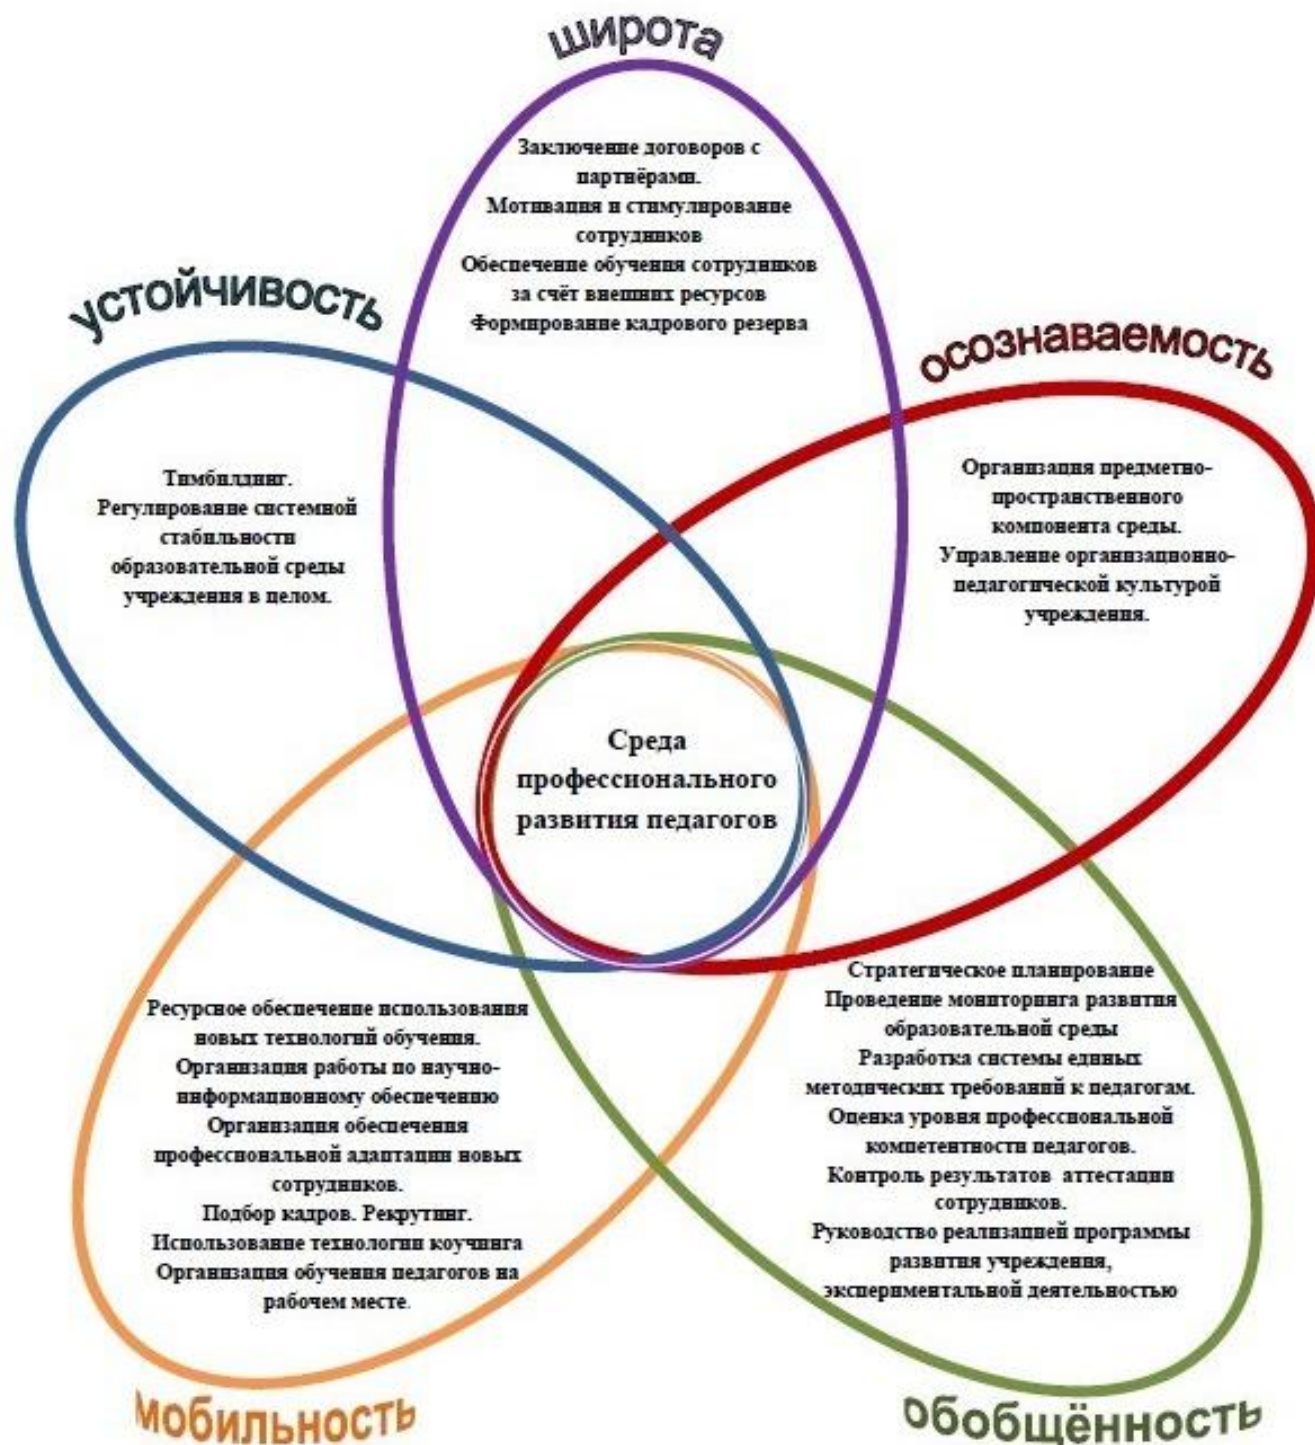 широта
Заключение договоров с
партнёрами.
Мотивация и стимулирование
сотрудников
Обеспечение обучения сотрудников
за счёт внешних ресурсов
Формирование кадрового резерва
устойчивость
Тимбилдинг.
Регулирование системной
стабильности
образовательной среды
учреждения в целом.
осознаваемость
Организация предметно-
пространственного
компонента среды.
Управление организационно-
педагогической культурой
учреждения.
Среда
профессионального
развития педагогов
Ресурсное обеспечение использования
новых технологий обучения.
Организация работы по научно-
информационному обеспечению
Организация обеспечения
профессиональной адаптации новых
сотрудников.
Подбор кадров. Рекрутинг.
Использование технологии коучинга
Организация обучения педагогов на
рабочем месте.
мобильность
Стратегическое планирование
Проведение мониторинга развития
образовательной среды
Разработка системы единых
методических требований к педагогам.
Оценка уровня профессиональной
компетентности педагогов.
Контроль результатов аттестации
сотрудников.
Руководство реализацией программы
развития учреждения,
экспериментальной деятельностью
обобщённость